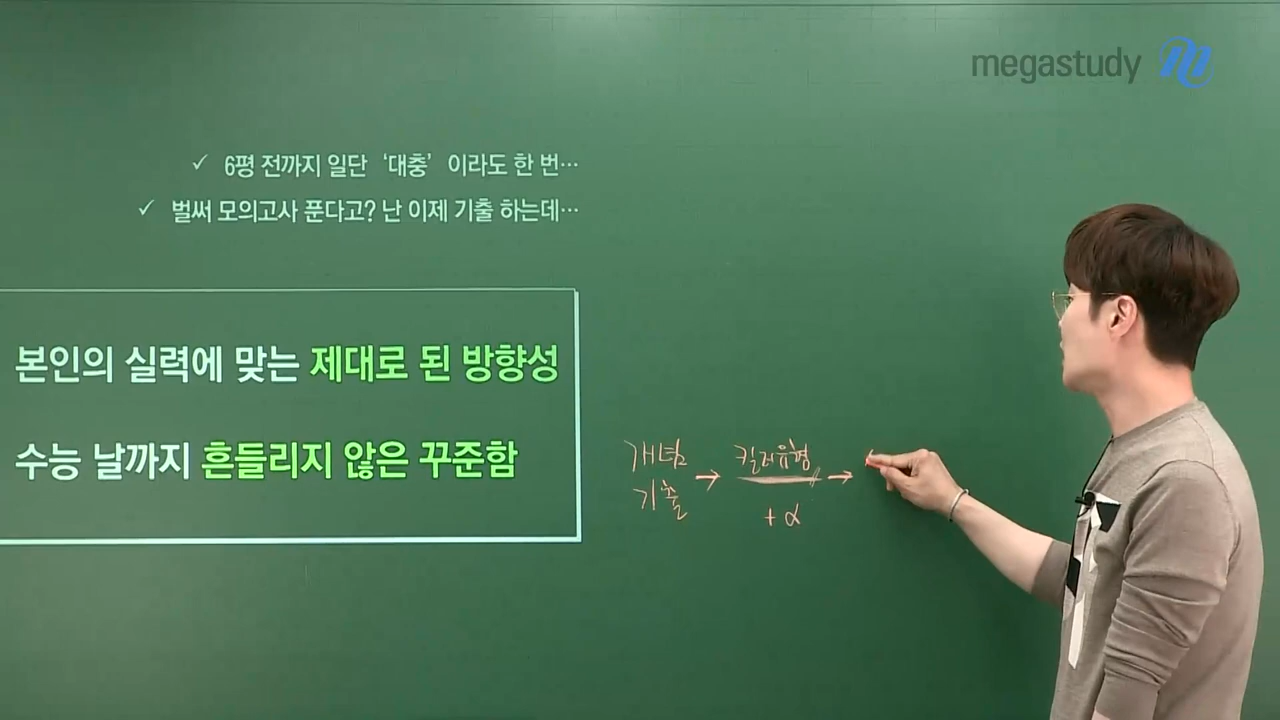 megastudy
✓ 6평 전까지 일단 ‘대충’ 이라도 한 번…
✓ 벌써 모의고사 푼다고? 난 이제 기출 하는데…
본인의 실력에 맞는 제대로 된 방향성
수능 날까지 흔들리지 않은 꾸준함
개념 → 킬러유형 →
기출 + α